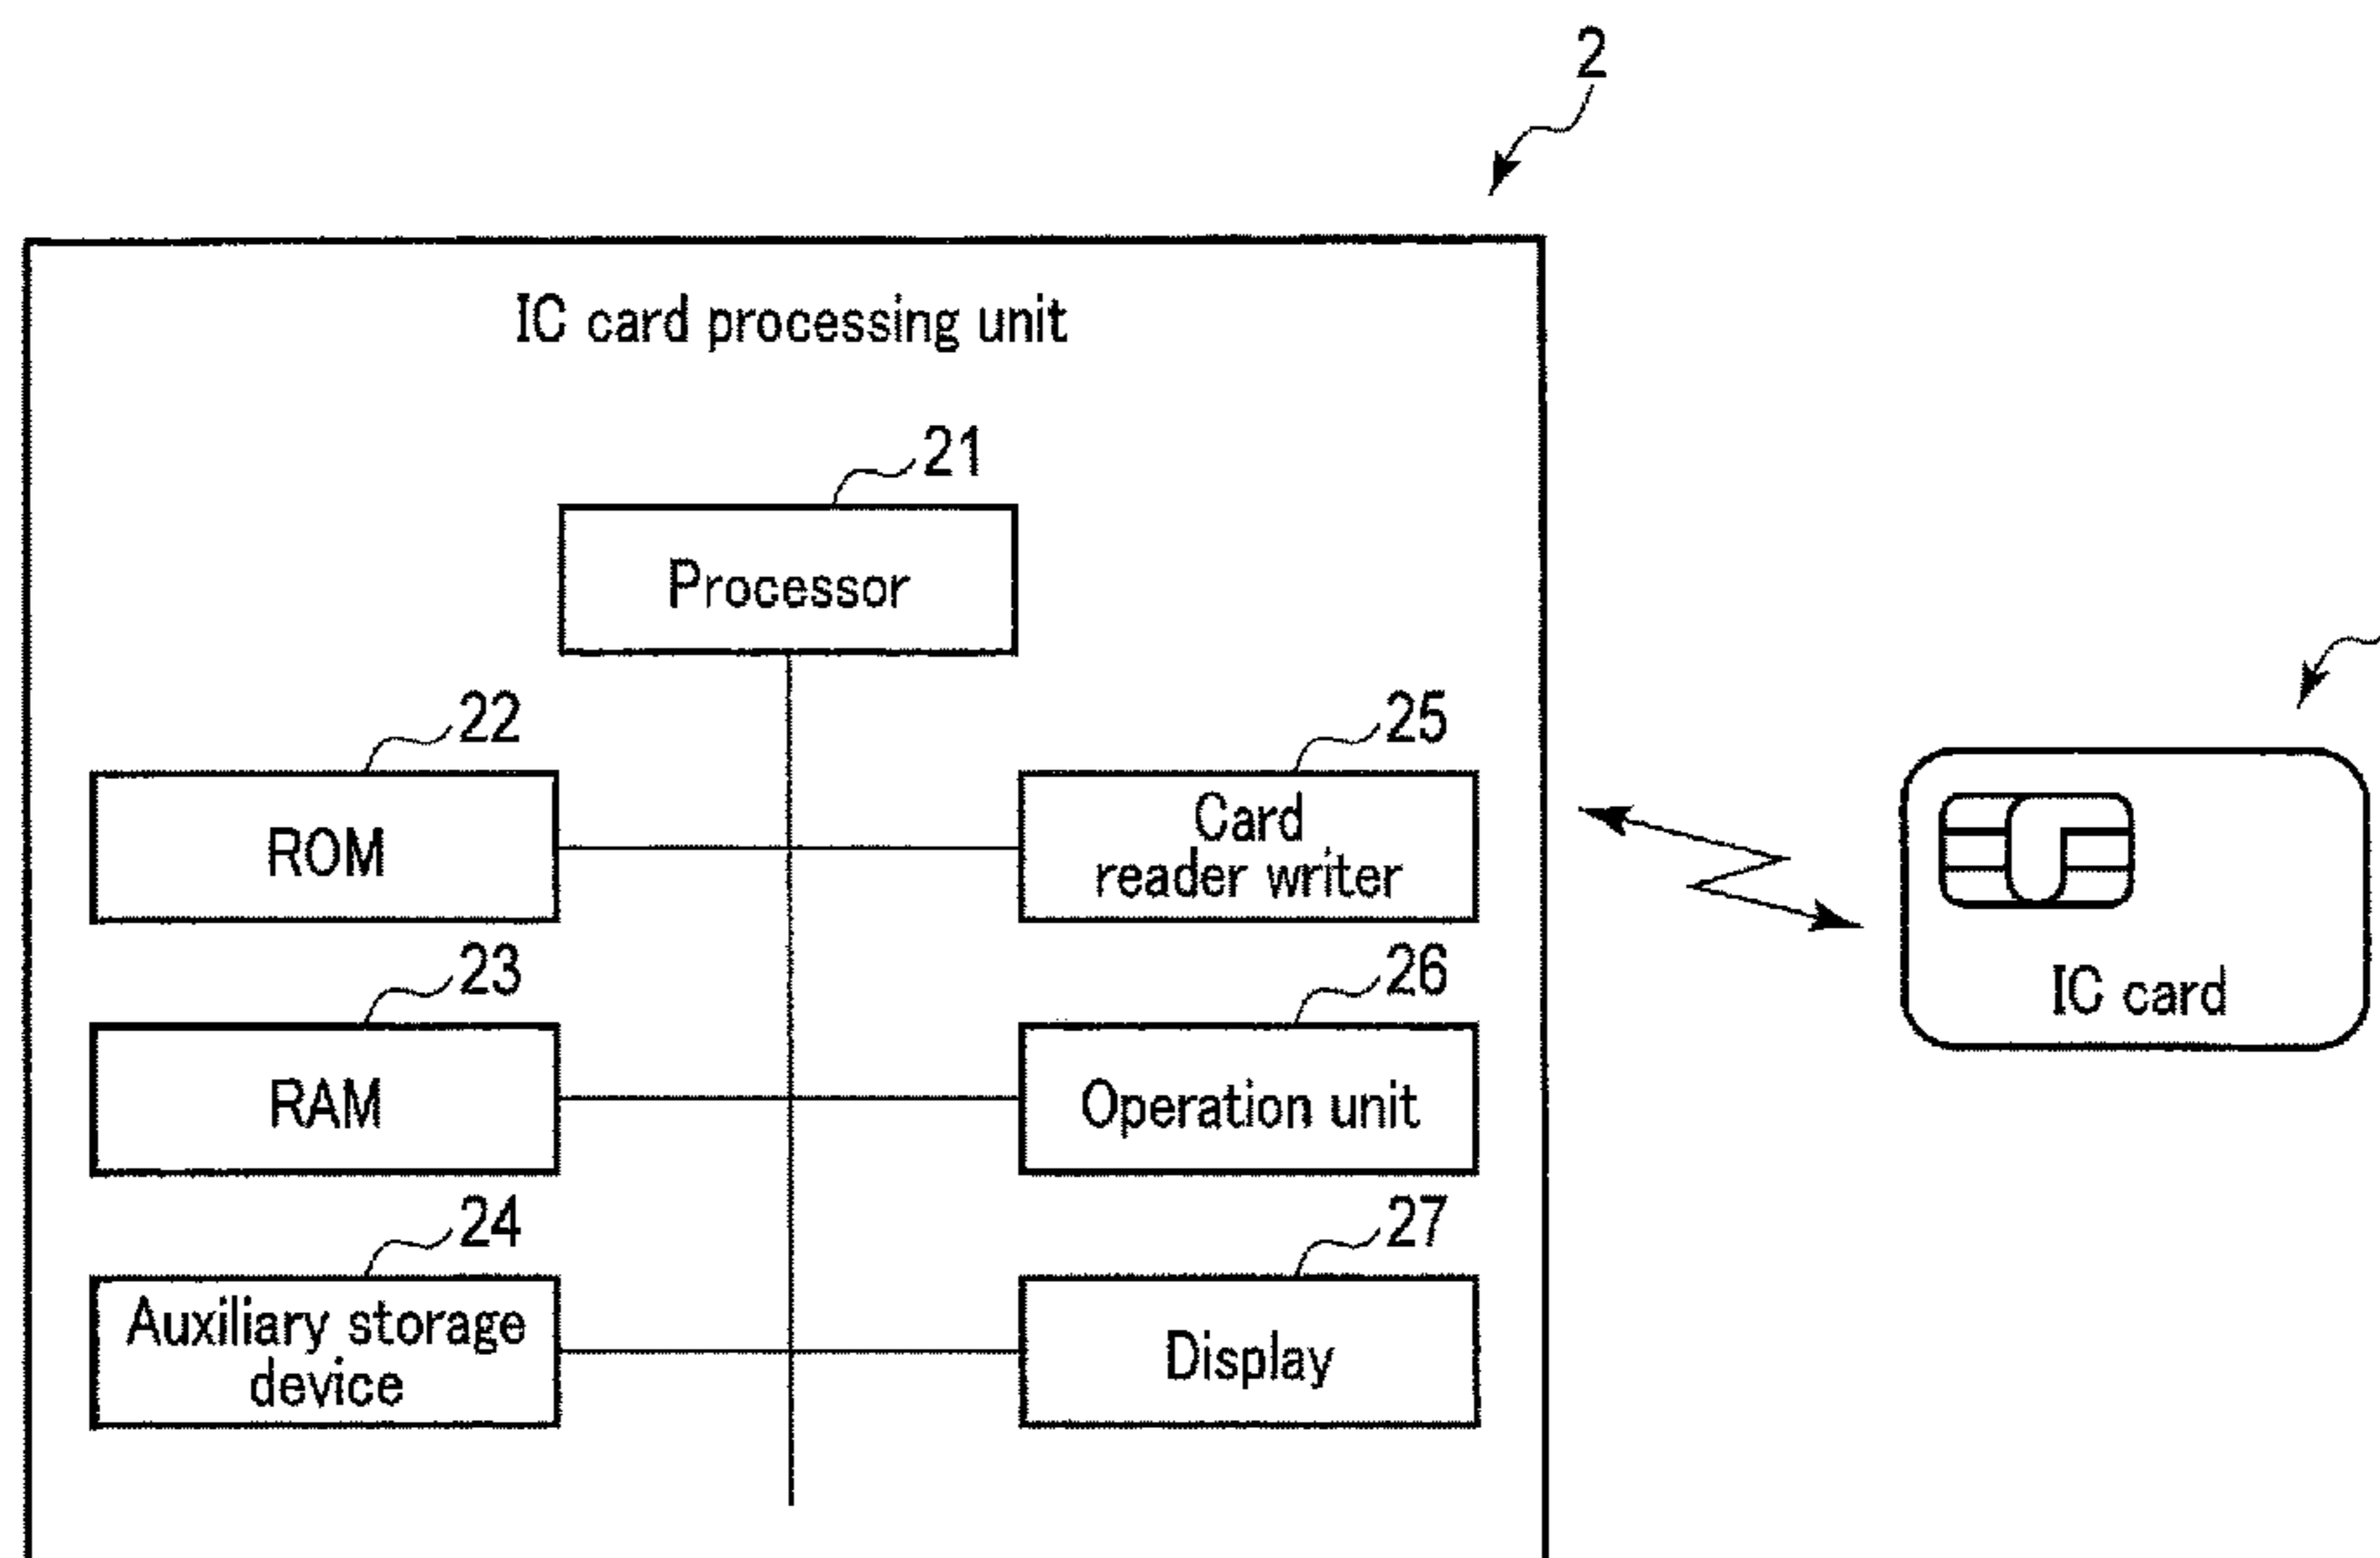 2
IC card processing unit
21
Processor
22
25
ROM
Card
reader writer
IC card
23
26
RAM
Operation unit
24
27
Auxiliary storage
device
Display